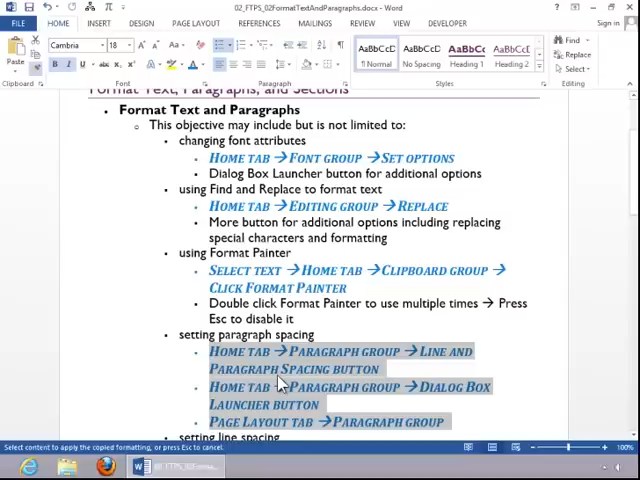 02_FTPS_02FormatTextAndParagraphs.docx - Word
Sign in
FILE HOME INSERT DESIGN PAGE LAYOUT REFERENCES MAILINGS REVIEW VIEW DEVELOPER
Paste
Cambria 18
B I U
AaBbCcD AaBbCcD AaBbCc AaBbCcD
¶ Normal No Spacing Heading 1 Heading 2
Find
Replace
Select
Clipboard Font Paragraph Styles Editing
Format Text, Paragraphs, and Sections
Format Text and Paragraphs
This objective may include but is not limited to:
changing font attributes
HOME TAB → FONT GROUP → SET OPTIONS
Dialog Box Launcher button for additional options
using Find and Replace to format text
HOME TAB → EDITING GROUP → REPLACE
More button for additional options including replacing
special characters and formatting
using Format Painter
SELECT TEXT → HOME TAB → CLIPBOARD GROUP →
CLICK FORMAT PAINTER
Double click Format Painter to use multiple times → Press
Esc to disable it
setting paragraph spacing
HOME TAB → PARAGRAPH GROUP → LINE AND
PARAGRAPH SPACING BUTTON
HOME TAB → PARAGRAPH GROUP → DIALOG BOX
LAUNCHER BUTTON
PAGE LAYOUT TAB → PARAGRAPH GROUP
setting line spacing
Select content to apply the copied formatting, or press Esc to cancel.
100%
02_FTPS_02Forma...